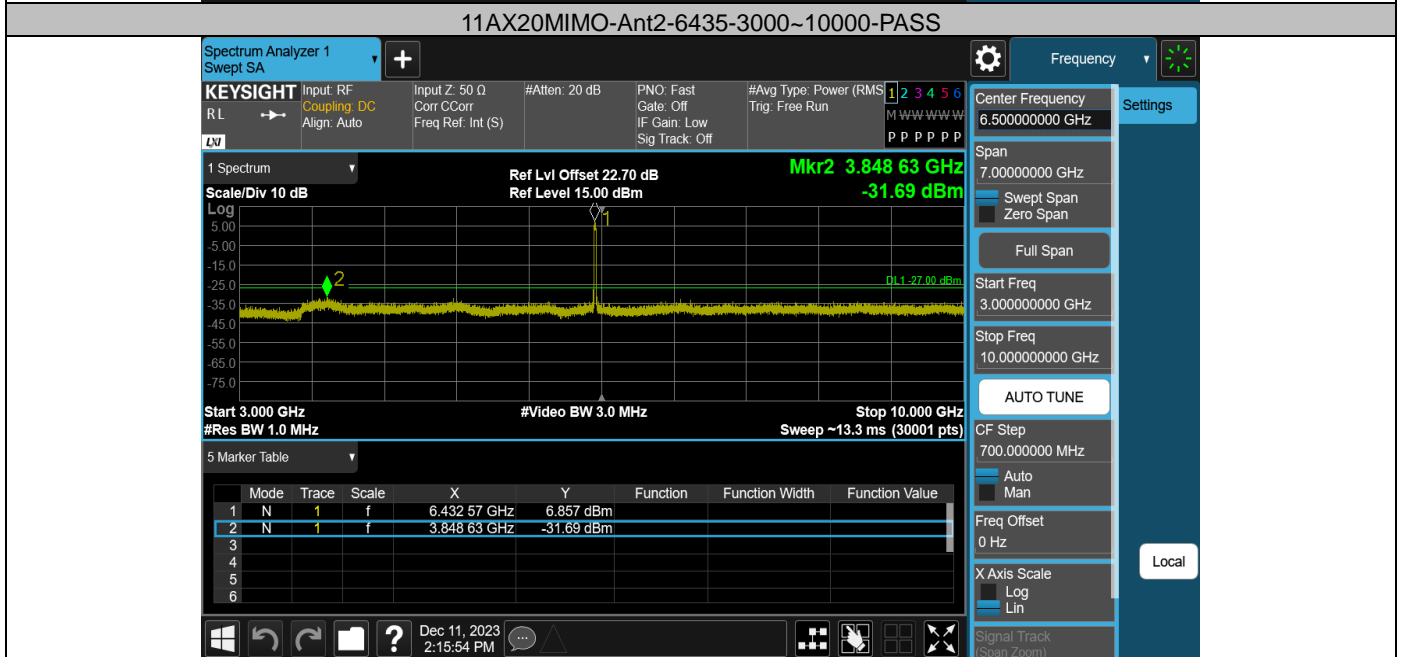 11AX20MIMO-Ant2-6435-3000~10000-PASS
Spectrum Analyzer 1
Swept SA
Frequency
KEYSIGHT Input: RF Input Z: 50 Ω #Atten: 20 dB PNO: Fast #Avg Type: Power (RMS 1 2 3 4 5 6
RL Coupling: DC Corr CCorr Gate: Off Trig: Free Run M W W W W W
Align: Auto Freq Ref: Int (S) IF Gain: Low
LXI Sig Track: Off P P P P P P
1 Spectrum
Ref Lvl Offset 22.70 dB
Mkr2 3.848 63 GHz
Scale/Div 10 dB
Ref Level 15.00 dBm
-31.69 dBm
Log
5.00
-5.00
-15.0
-25.0
-35.0
-45.0
-55.0
-65.0
-75.0
1
2
DL1 -27.00 dBm
Start 3.000 GHz #Video BW 3.0 MHz Stop 10.000 GHz
#Res BW 1.0 MHz Sweep ~13.3 ms (30001 pts)
5 Marker Table
Mode Trace Scale X Y Function Function Width Function Value
1 N 1 f 6.432 57 GHz 6.857 dBm
2 N 1 f 3.848 63 GHz -31.69 dBm
3
4
5
6
Dec 11, 2023
2:15:54 PM
Center Frequency
6.500000000 GHz
Settings
Span
7.00000000 GHz
Swept Span
Zero Span
Full Span
Start Freq
3.000000000 GHz
Stop Freq
10.000000000 GHz
AUTO TUNE
CF Step
700.000000 MHz
Auto
Man
Freq Offset
0 Hz
Local
X Axis Scale
Log
Lin
Signal Track
(Span Zoom)